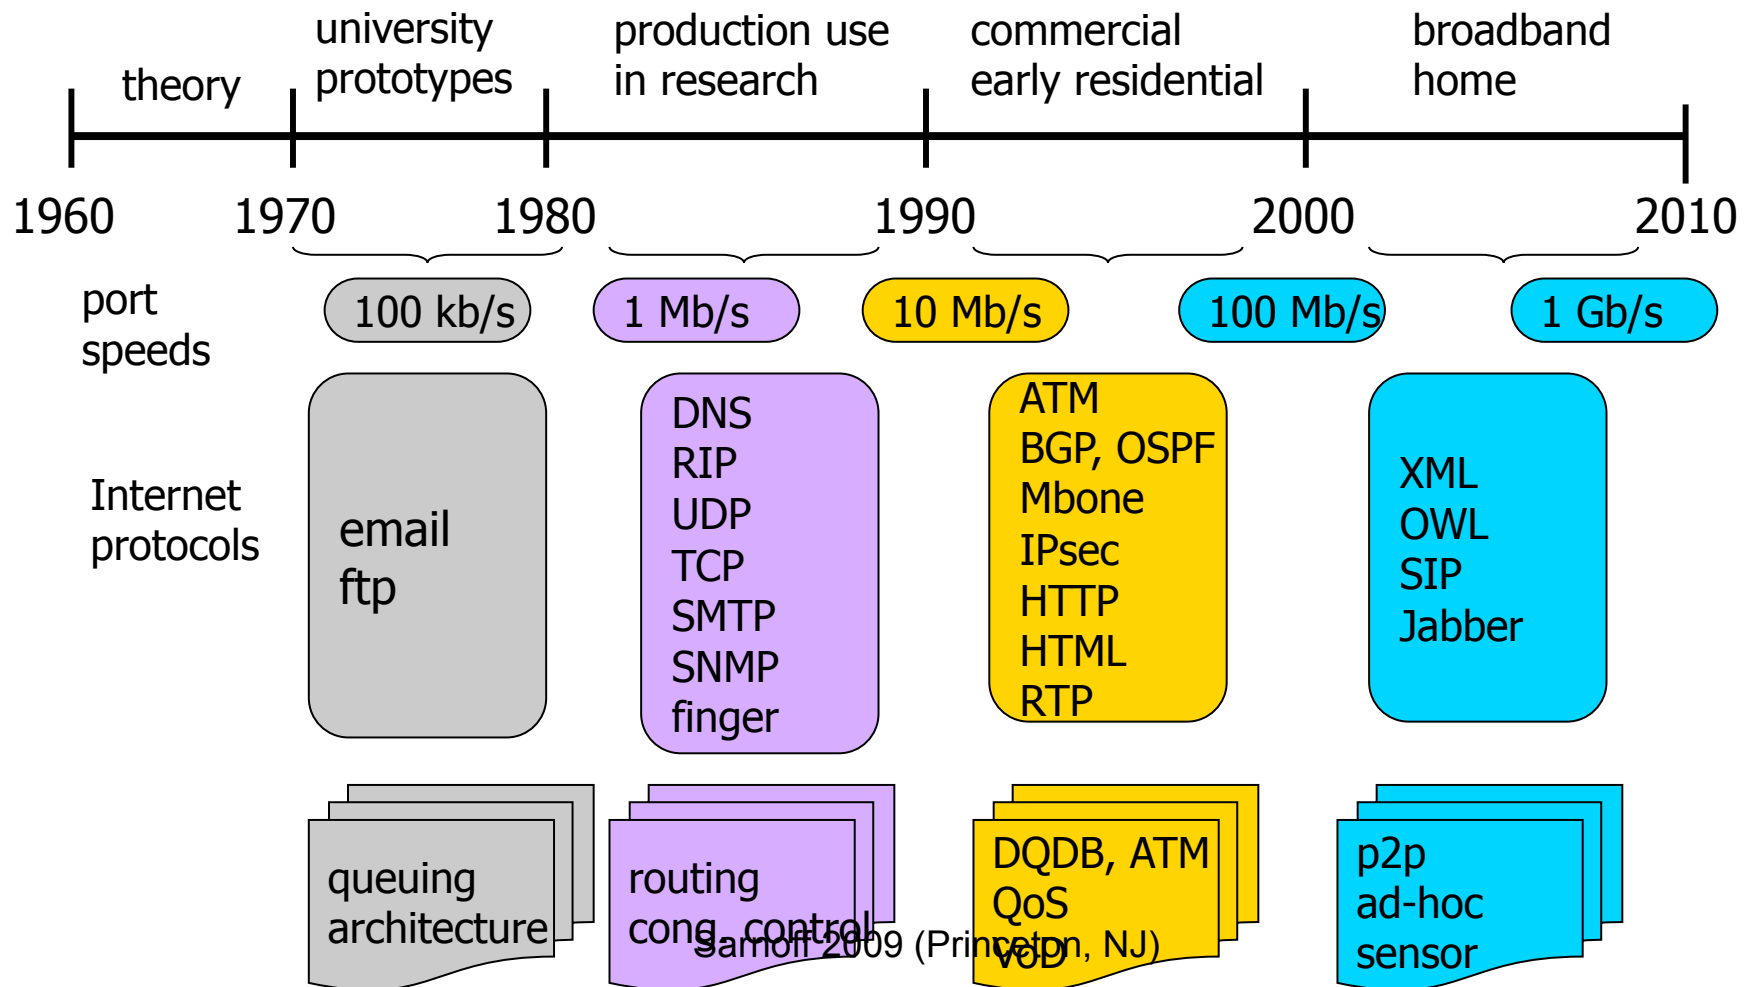 theory
university
prototypes
production use
in research
commercial
early residential
broadband
home
1960
1970
1980
1990
2000
2010
port
speeds
100 kb/s
1 Mb/s
10 Mb/s
100 Mb/s
1 Gb/s
Internet
protocols
email
ftp
DNS
RIP
UDP
TCP
SMTP
SNMP
finger
ATM
BGP, OSPF
Mbone
IPsec
HTTP
HTML
RTP
XML
OWL
SIP
Jabber
queuing
architecture
routing
cong. control
DQDB, ATM
QoS
VoD
p2p
ad-hoc
sensor
Sarnoff 2009 (Princeton, NJ)